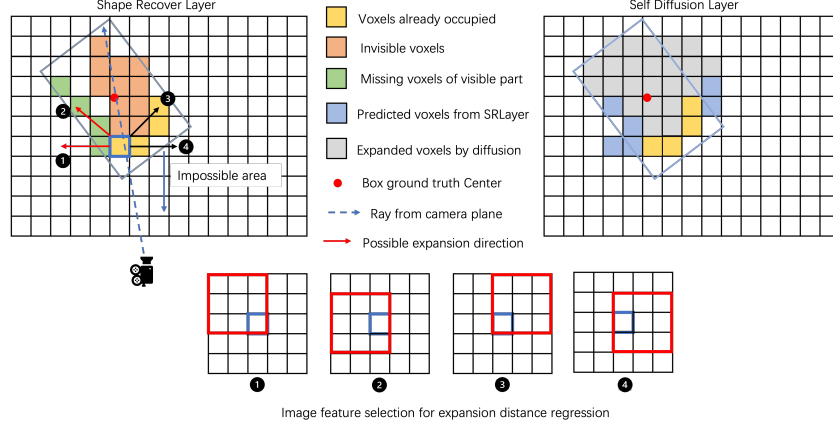 Shape Recover Layer
Self Diffusion Layer
Voxels already occupied
Invisible voxels
Missing voxels of visible part
Predicted voxels from SRLayer
Expanded voxels by diffusion
Box ground truth Center
Ray from camera plane
Possible expansion direction
3
2
4
1
Impossible area
1
2
3
4
Image feature selection for expansion distance regression